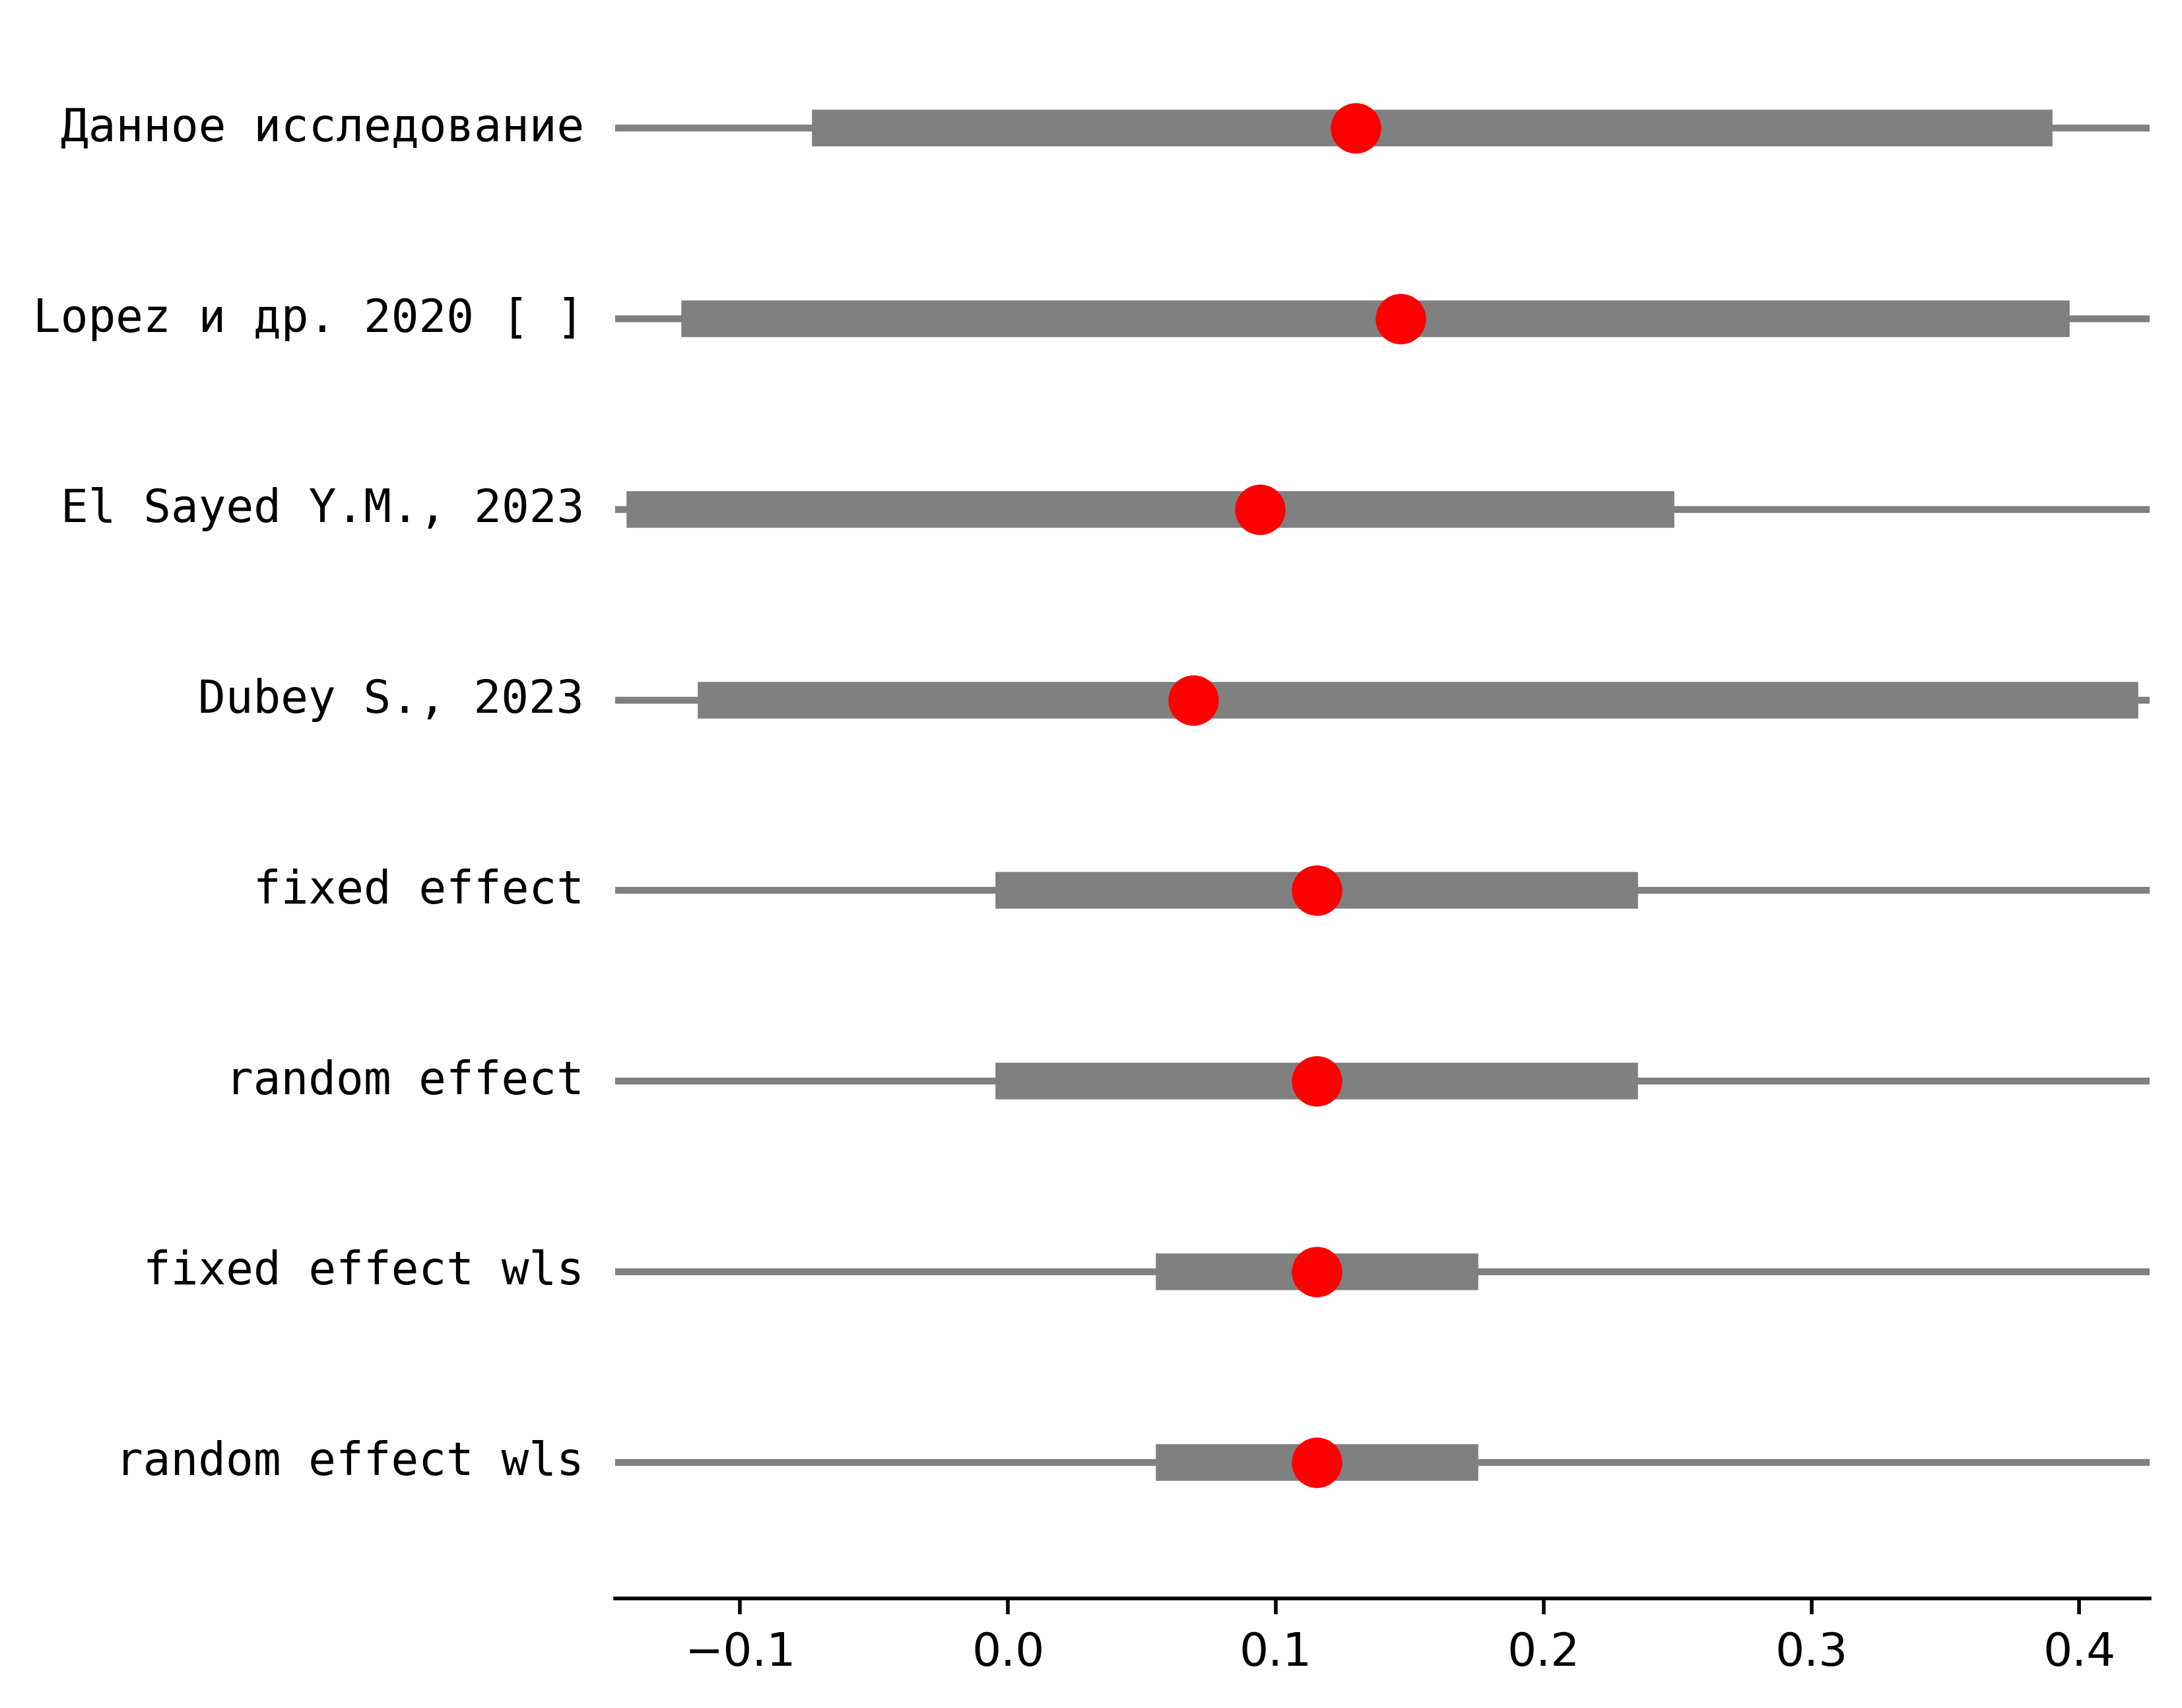 Данное исследование
Lopez и др. 2020 [ ]
El Sayed Y.M., 2023
Dubey S., 2023
fixed effect
random effect
fixed effect wls
random effect wls
−0.1 0.0 0.1 0.2 0.3 0.4